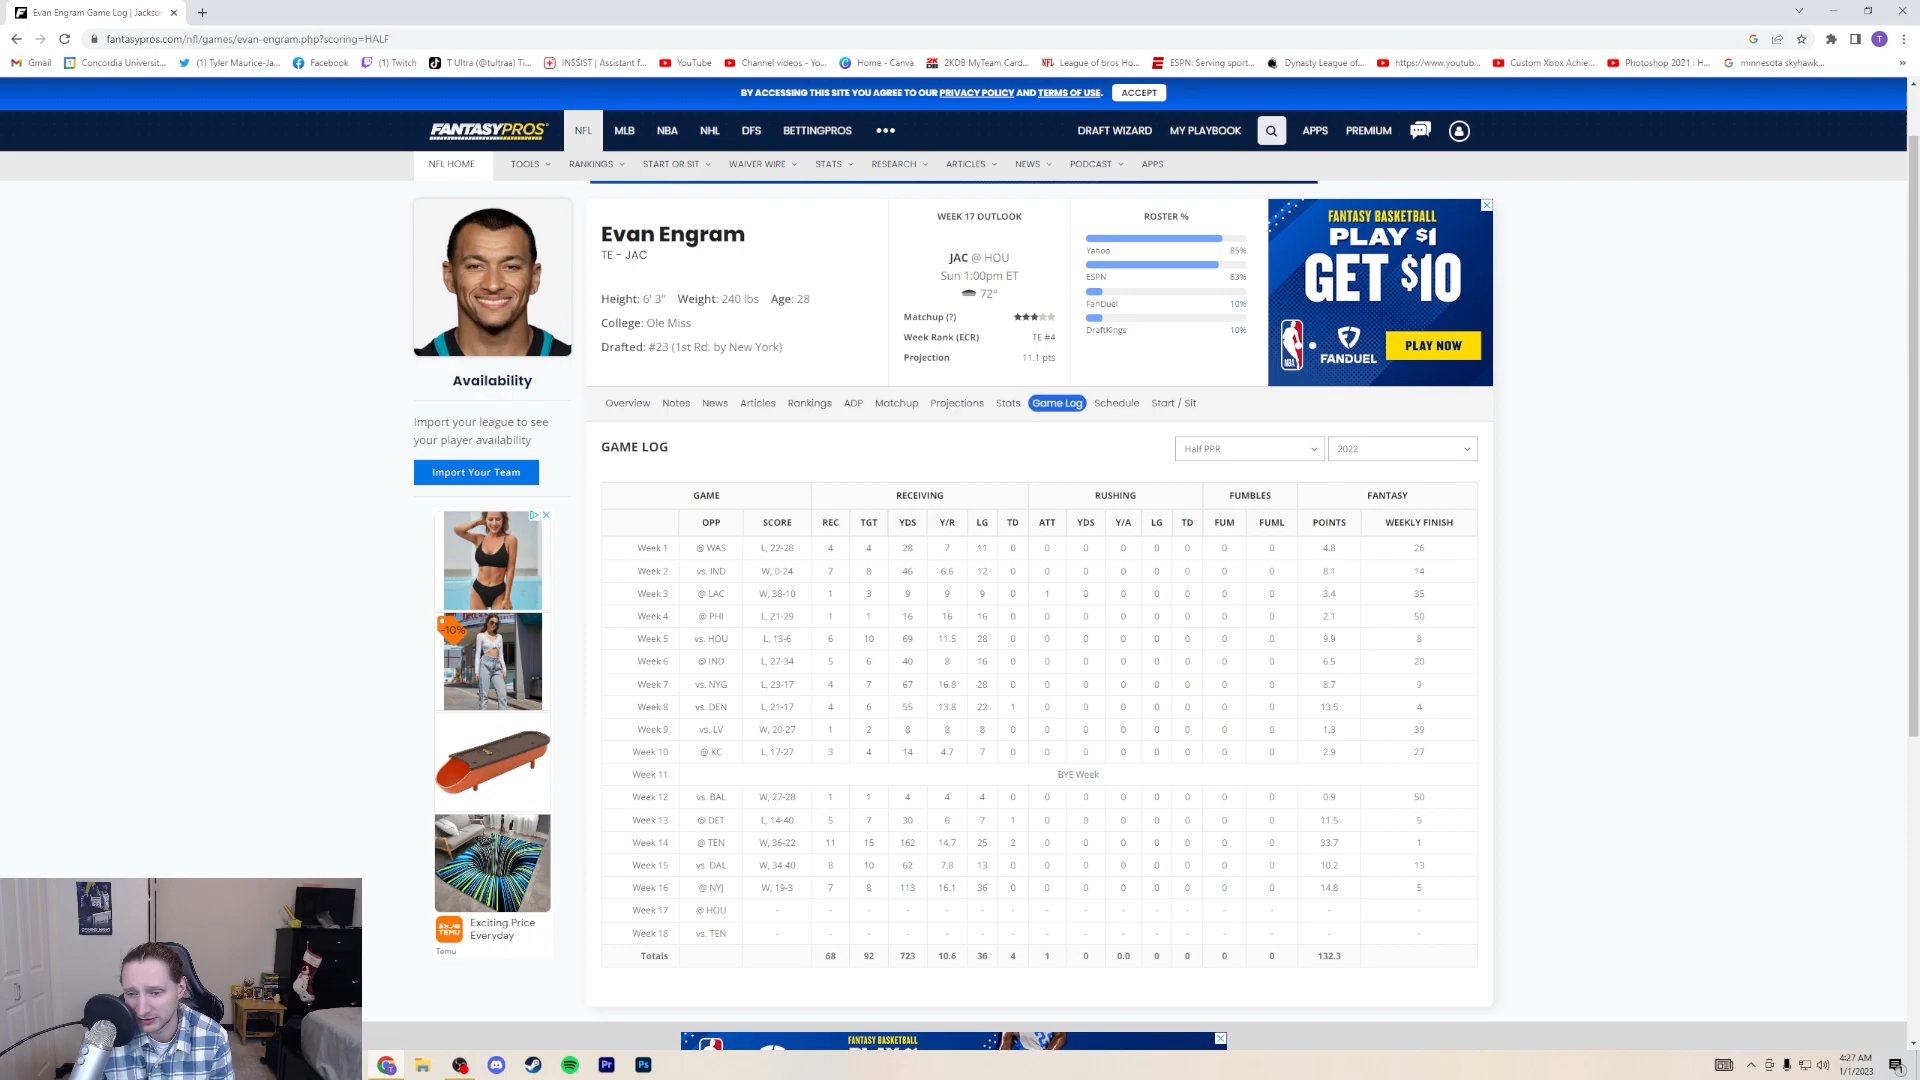 Evan Engram Game Log | Jackso
fantasypros.com/nfl/games/evan-engram.php?scoring=HALF
Gmail Concordia Universit... (1) Tyler Maurice-Ja... Facebook (1) Twitch T Ultra (@tultraa) Ti... INSSIST | Assistant f... YouTube Channel videos - Yo... Home - Canva 2KDB MyTeam Card... League of bros Ho... ESPN: Serving sport... Dynasty League of... https://www.youtub... Custom Xbox Achie... Photoshop 2021 : H... minnesota skyhawk...
BY ACCESSING THIS SITE YOU AGREE TO OUR PRIVACY POLICY AND TERMS OF USE. ACCEPT
FANTASYPROS NFL MLB NBA NHL DFS BETTINGPROS DRAFT WIZARD MY PLAYBOOK APPS PREMIUM
NFL HOME TOOLS RANKINGS START OR SIT WAIVER WIRE STATS RESEARCH ARTICLES NEWS PODCAST APPS
Evan Engram
TE - JAC
Height: 6' 3" Weight: 240 lbs Age: 28
College: Ole Miss
Drafted: #23 (1st Rd. by New York)
WEEK 17 OUTLOOK
JAC @ HOU
Sun 1:00pm ET
72°
Matchup (?) ★★★★★
Week Rank (ECR) TE #4
Projection 11.1 pts
ROSTER %
Yahoo 85%
ESPN 83%
FanDuel 10%
DraftKings 10%
FANTASY BASKETBALL
PLAY $1
GET $10
NBA FANDUEL PLAY NOW
Availability
Import your league to see
your player availability
Import Your Team
Overview Notes News Articles Rankings ADP Matchup Projections Stats Game Log Schedule Start / Sit
GAME LOG Half PPR 2022
GAME RECEIVING RUSHING FUMBLES FANTASY
OPP SCORE REC TGT YDS Y/R LG TD ATT YDS Y/A LG TD FUM FUML POINTS WEEKLY FINISH
Week 1 @ WAS L, 22-28 4 4 28 7 11 0 0 0 0 0 0 0 0 4.8 26
Week 2 vs. IND W, 0-24 7 8 46 6.6 12 0 0 0 0 0 0 0 0 8.1 14
Week 3 @ LAC W, 38-10 1 3 9 9 9 0 1 0 0 0 0 0 0 3.4 35
Week 4 @ PHI L, 21-29 1 1 16 16 16 0 0 0 0 0 0 0 0 2.1 50
Week 5 vs. HOU L, 13-6 6 10 69 11.5 28 0 0 0 0 0 0 0 0 9.9 8
Week 6 @ IND L, 27-34 5 6 40 8 16 0 0 0 0 0 0 0 0 6.5 20
Week 7 vs. NYG L, 23-17 4 7 67 16.8 28 0 0 0 0 0 0 0 0 8.7 9
Week 8 vs. DEN L, 21-17 4 6 55 13.8 22 1 0 0 0 0 0 0 0 13.5 4
Week 9 vs. LV W, 20-27 1 2 8 8 8 0 0 0 0 0 0 0 0 1.3 39
Week 10 @ KC L, 17-27 3 4 14 4.7 7 0 0 0 0 0 0 0 0 2.9 27
Week 11 BYE Week
Week 12 vs. BAL W, 27-28 1 1 4 4 4 0 0 0 0 0 0 0 0 0.9 50
Week 13 @ DET L, 14-40 5 7 30 6 7 1 0 0 0 0 0 0 0 11.5 5
Week 14 @ TEN W, 36-22 11 15 162 14.7 25 2 0 0 0 0 0 0 0 33.7 1
Week 15 vs. DAL W, 34-40 8 10 62 7.8 13 0 0 0 0 0 0 0 0 10.2 13
Week 16 @ NYJ W, 19-3 7 8 113 16.1 36 0 0 0 0 0 0 0 0 14.8 5
Week 17 @ HOU - - - - - - - - - - - - - - - -
Week 18 vs. TEN - - - - - - - - - - - - - - - -
Totals 68 92 723 10.6 36 4 1 0 0.0 0 0 0 0 132.3
-10%
TEMU
Exciting Price
Everyday
Temu
FANTASY BASKETBALL
4:27 AM
1/1/2023